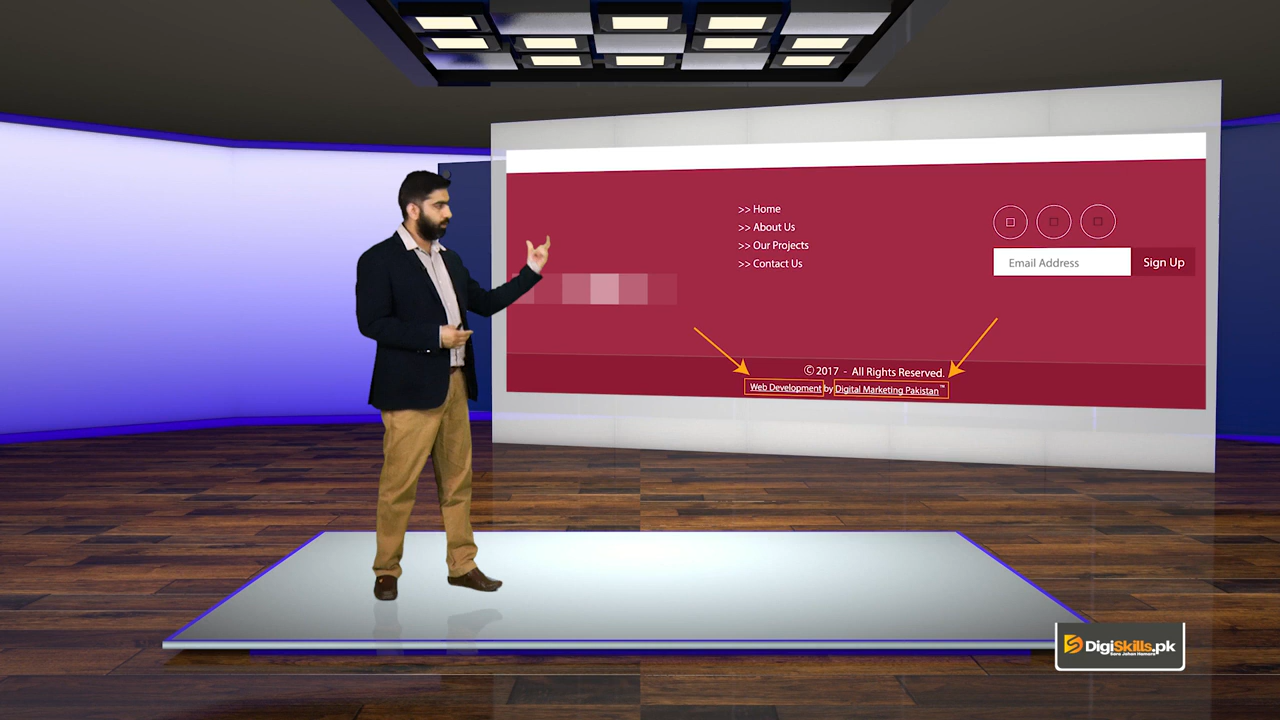 >> Home
>> About Us
>> Our Projects
>> Contact Us
Email Address
Sign Up
© 2017 - All Rights Reserved.
Web Development by Digital Marketing Pakistan™
DigiSkills.pk